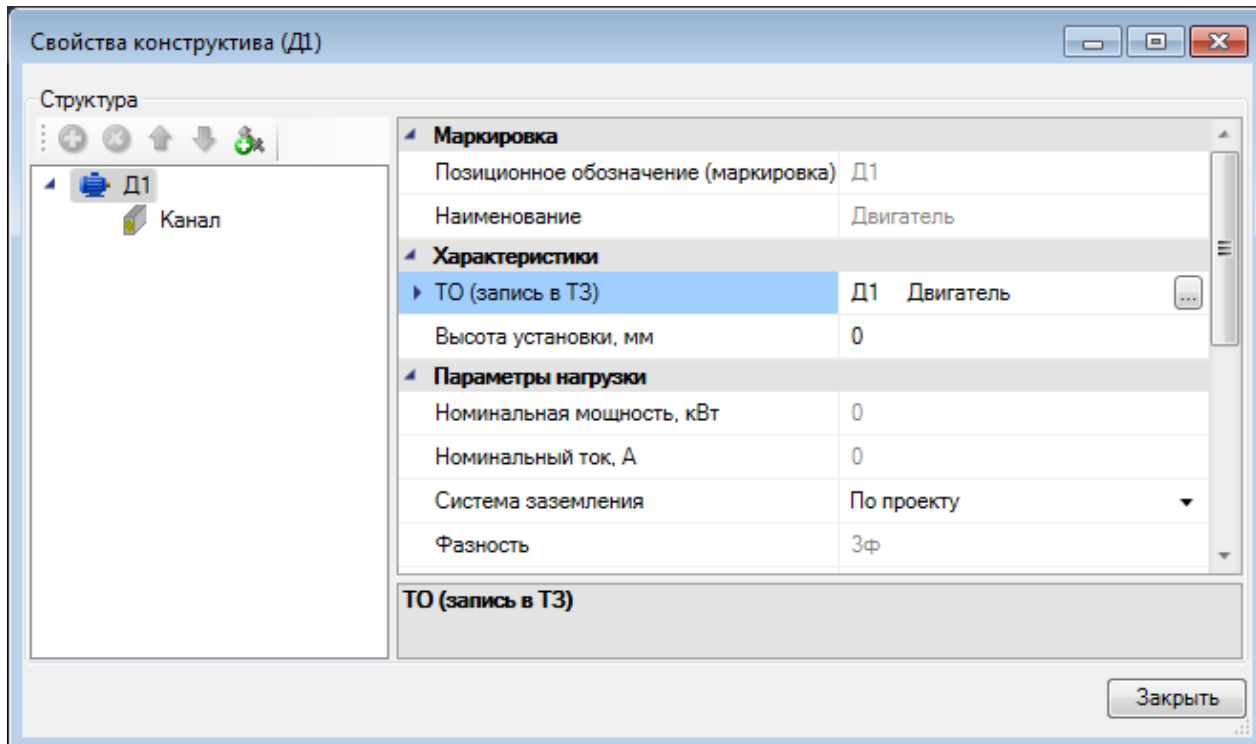 Свойства конструктива (Д1)
Структура
Д1
Канал
Маркировка
Позиционное обозначение (маркировка) Д1
Наименование Двигатель
Характеристики
ТО (запись в ТЗ) Д1 Двигатель ...
Высота установки, мм 0
Параметры нагрузки
Номинальная мощность, кВт 0
Номинальный ток, А 0
Система заземления По проекту
Фазность 3ф
ТО (запись в ТЗ)
Закрыть